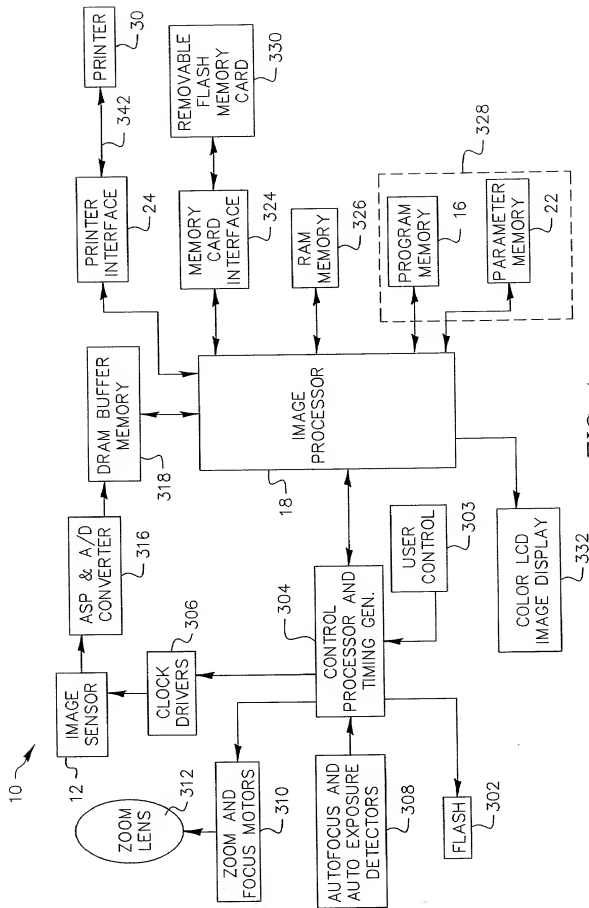 10
ZOOM
LENS
312
ZOOM AND
FOCUS MOTORS
310
AUTOFOCUS AND
AUTO EXPOSURE
DETECTORS
308
FLASH
302
IMAGE
SENSOR
12
CLOCK
DRIVERS
306
304
CONTROL
PROCESSOR AND
TIMING GEN.
USER
CONTROL
303
ASP & A/D
CONVERTER
316
DRAM BUFFER
MEMORY
318
IMAGE
PROCESSOR
18
COLOR LCD
IMAGE DISPLAY
332
PRINTER
INTERFACE
24
342
PRINTER
30
MEMORY
CARD
INTERFACE
324
REMOVABLE
FLASH
MEMORY
CARD
330
RAM
MEMORY
326
PROGRAM
MEMORY
16
PARAMETER
MEMORY
22
328